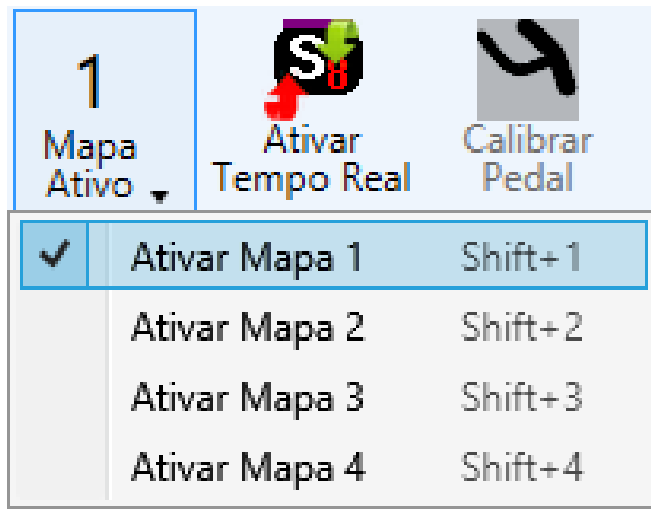 1
Mapa
Ativo
S8
Ativar
Tempo Real
Calibrar
Pedal
Ativar Mapa 1 Shift+1
Ativar Mapa 2 Shift+2
Ativar Mapa 3 Shift+3
Ativar Mapa 4 Shift+4